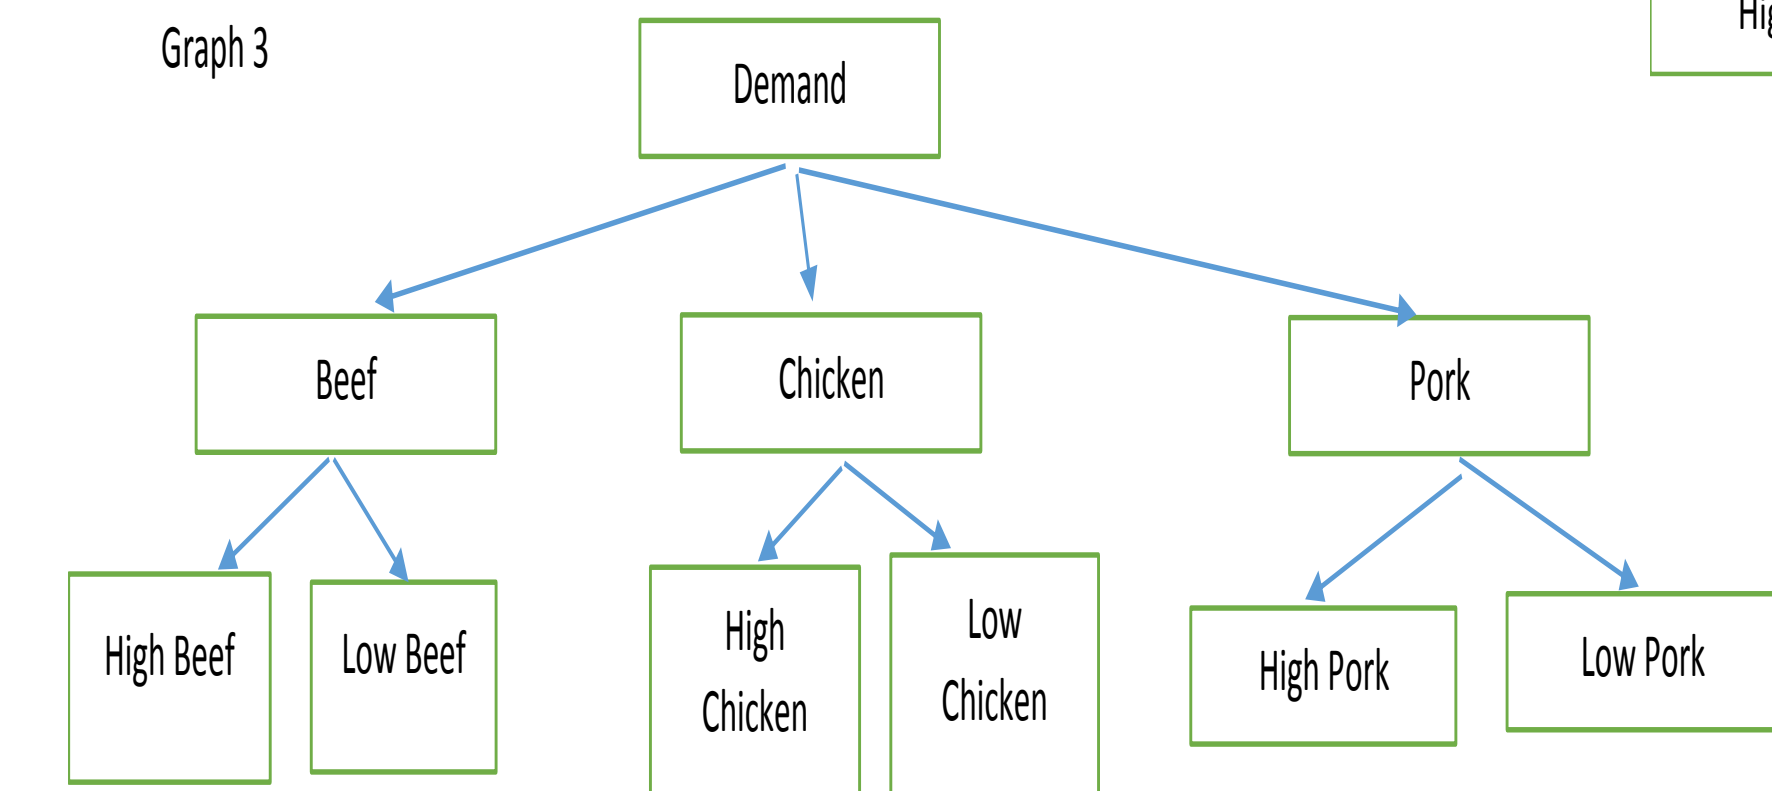 Graph 3
Demand
Beef
Chicken
Pork
High Beef
Low Beef
High
Chicken
Low
Chicken
High Pork
Low Pork